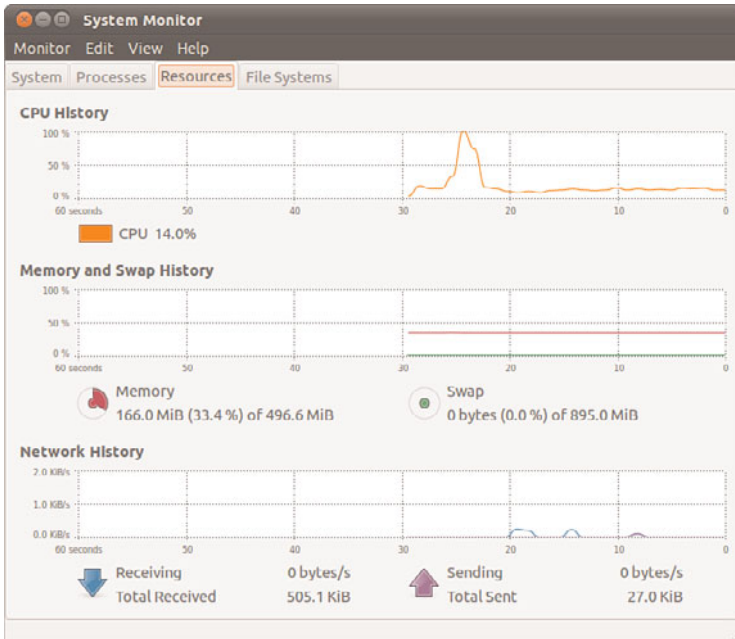 System Monitor
Monitor Edit View Help
System Processes Resources File Systems
CPU History
100 %
50 %
0 %
60 seconds 50 40 30 20 10 0
CPU 14.0%
Memory and Swap History
100 %
50 %
0 %
60 seconds 50 40 30 20 10 0
Memory Swap
166.0 MiB (33.4 %) of 496.6 MiB 0 bytes (0.0 %) of 895.0 MiB
Network History
2.0 KiB/s
1.0 KiB/s
0.0 KiB/s
60 seconds 50 40 30 20 10 0
Receiving 0 bytes/s Sending 0 bytes/s
Total Received 505.1 KiB Total Sent 27.0 KiB